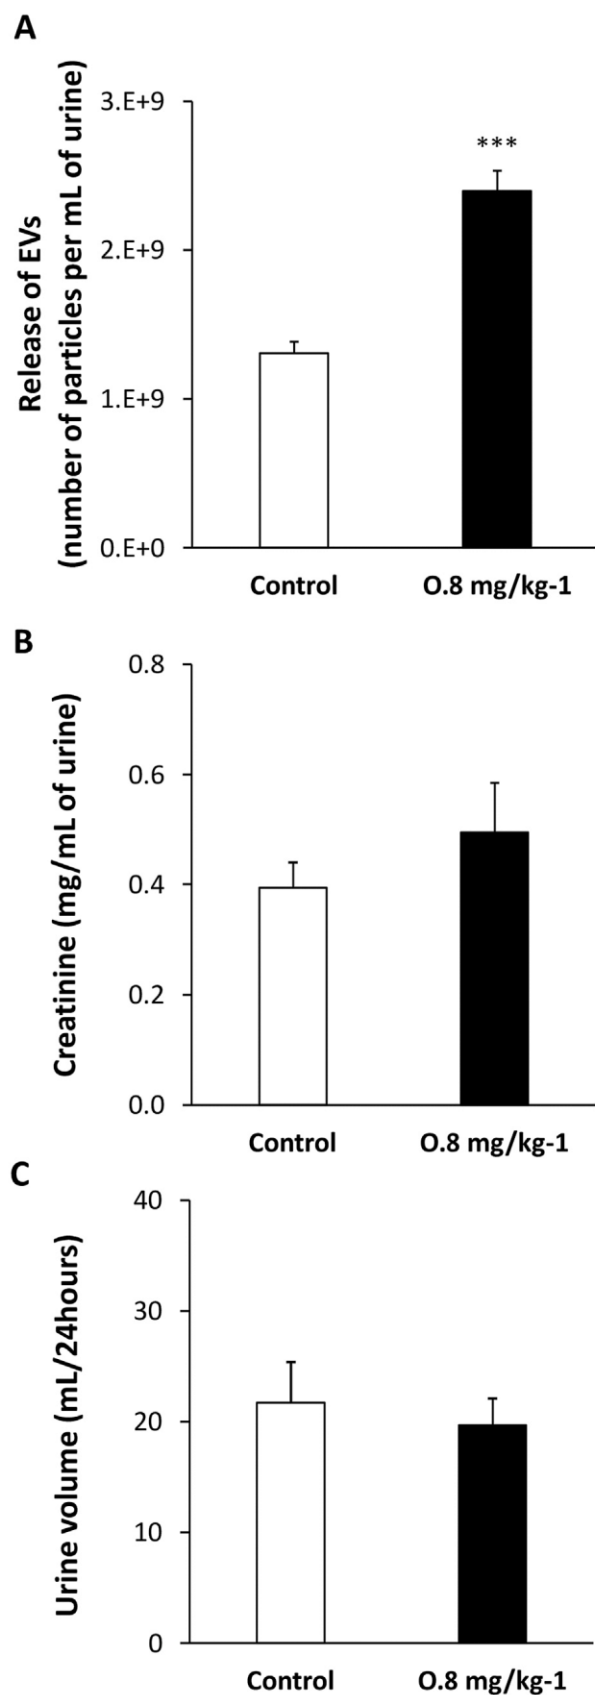 A
Release of EVs
(number of particles per mL of urine)
3.E+9
2.E+9
1.E+9
0.E+0
***
Control O.8 mg/kg-1
B
Creatinine (mg/mL of urine)
0.8
0.6
0.4
0.2
0.0
Control O.8 mg/kg-1
C
Urine volume (mL/24hours)
40
30
20
10
0
Control O.8 mg/kg-1